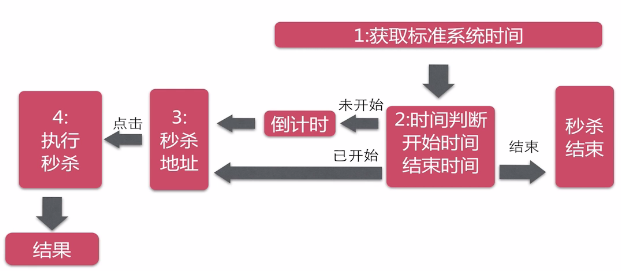 1:获取标准系统时间
4:
执行
秒杀
点击
3:
秒杀
地址
倒计时
未开始
已开始
2:时间判断
开始时间
结束时间
结束
秒杀
结束
结果